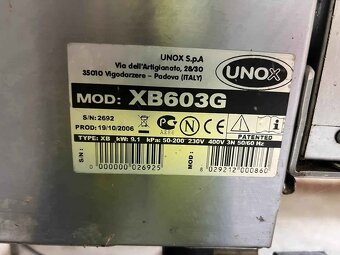 UNOX S.p.A
Via dell'Artigianato, 28/30
35010 Vigodarzere - Padova (ITALY)
UNOX
MOD: XB603G
S/N: 2692
PROD: 19/10/2006
PATENTED
TYPE: XB kW: 9.1 kPa: 50-200 230V 400V 3N 50/60 Hz
S/N:
0 000000 026925
MOD:
8 029212 000860